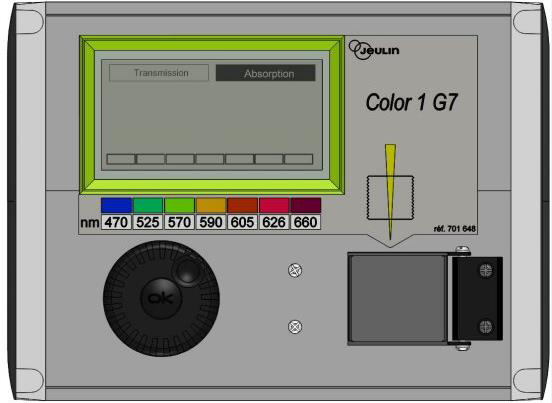 Transmission Absorption
Jeulin
Color 1 G7
nm 470 525 570 590 605 626 660
réf. 701 648
ok